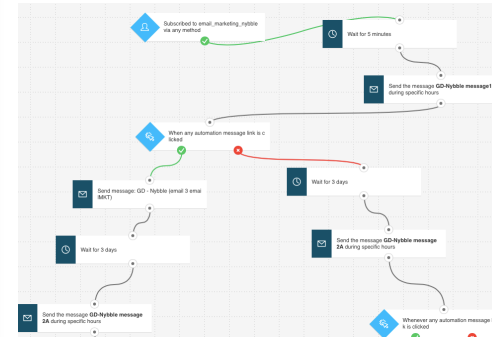 Subscribed to email_marketing_nybble
via any method
Wait for 5 minutes
Send the message GD-Nybble message1
during specific hours
When any automation message link is c
licked
Wait for 3 days
Send message: GD - Nybble (email 3 emai
lMKT)
Wait for 3 days
Send the message GD-Nybble message
2A during specific hours
Send the message GD-Nybble message
2A during specific hours
Whenever any automation message
k is clicked